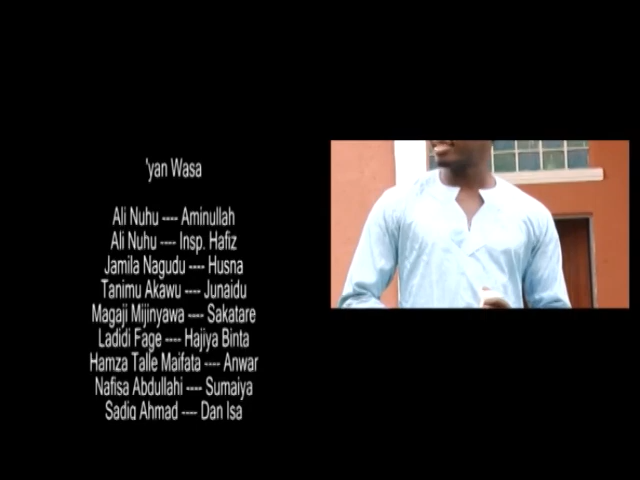 'yan Wasa
Ali Nuhu ---- Aminullah
Ali Nuhu ---- Insp. Hafiz
Jamila Nagudu ---- Husna
Tanimu Akawu ---- Junaidu
Magaji Mijinyawa ---- Sakatare
Ladidi Fage ---- Hajiya Binta
Hamza Talle Maifata ---- Anwar
Nafisa Abdullahi ---- Sumaiya
Sadiq Ahmad ---- Dan Isa